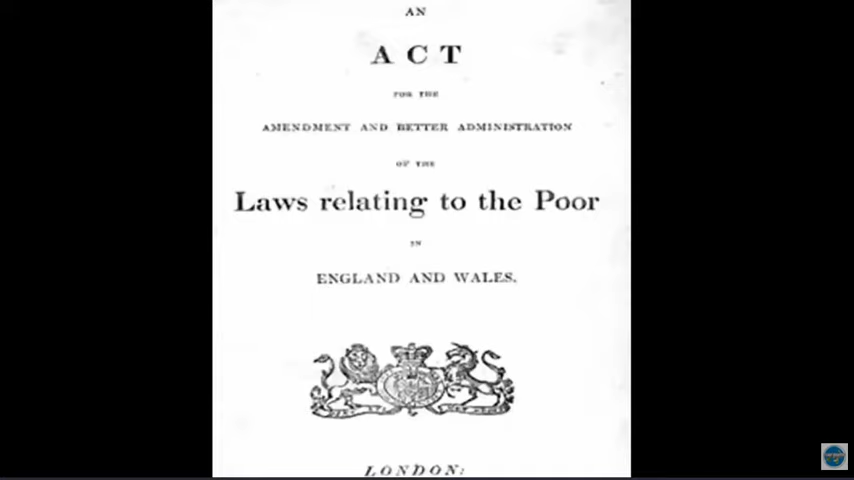 AN
ACT
FOR THE
AMENDMENT AND BETTER ADMINISTRATION
OF THE
Laws relating to the Poor
IN
ENGLAND AND WALES.
LONDON: